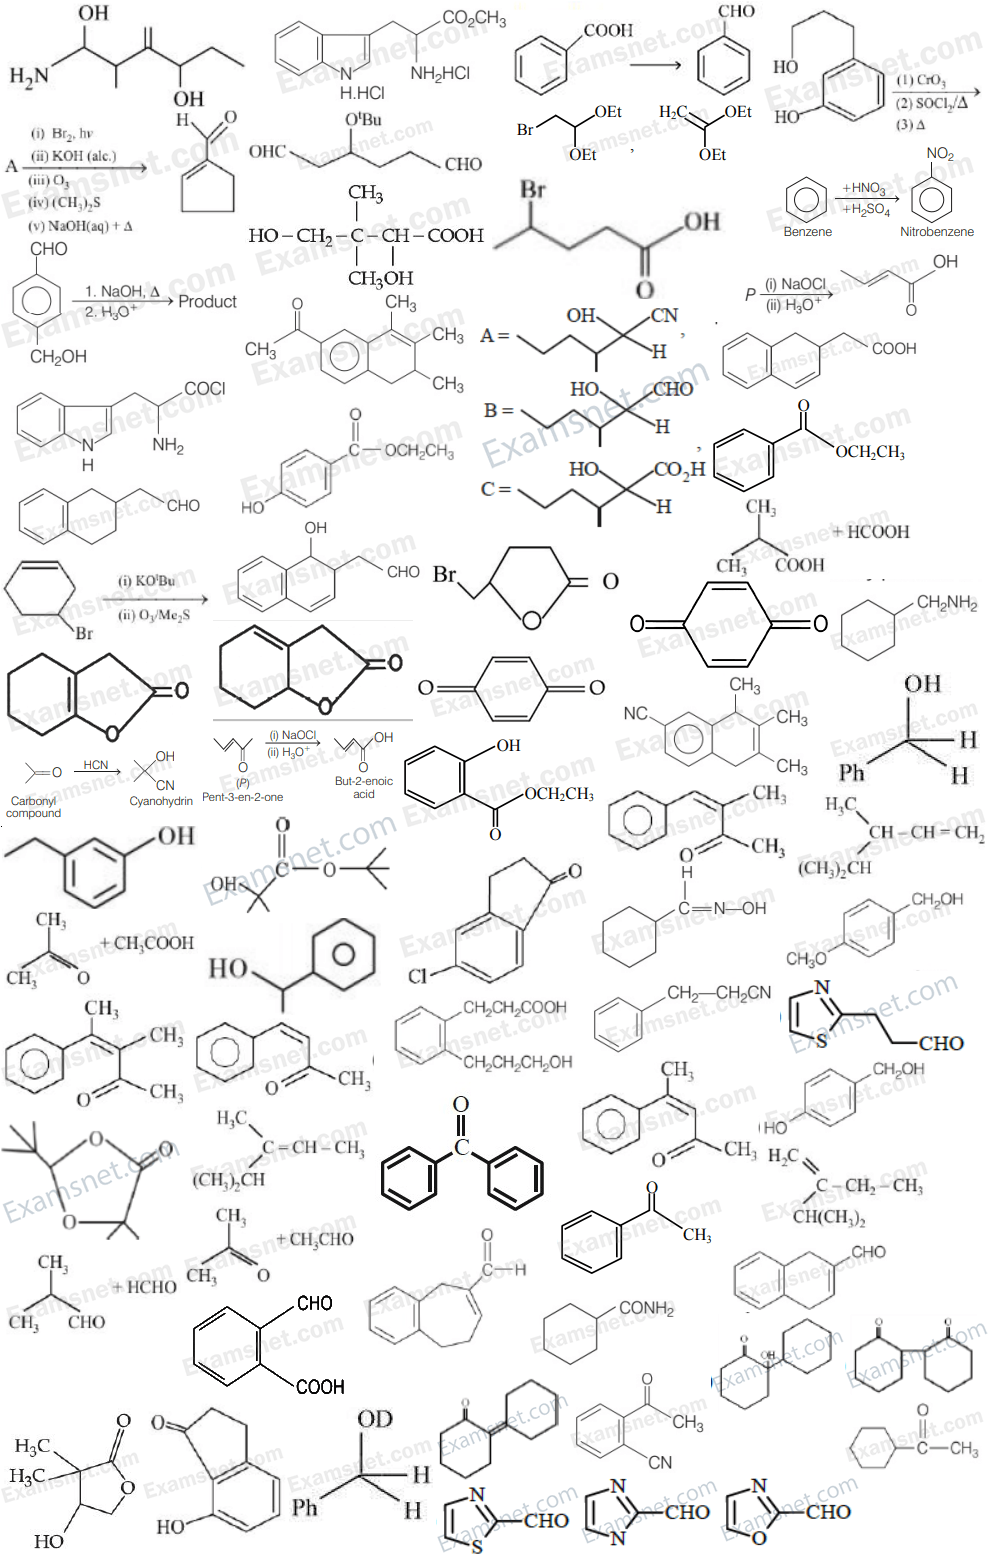 OH
H2N
OH
CO2CH3
N
H.HCl
NH2HCl
COOH
CHO
Br
OEt
OEt
,
H2C
OEt
OEt
HO
HO
(1) CrO3
(2) SOCl2/Δ
(3) Δ
A
(i) Br2, hν
(ii) KOH (alc.)
(iii) O3
(iv) (CH3)2S
(v) NaOH(aq) + Δ
H
O
OtBu
OHC
CHO
CH3
HO–CH2–C–CH–COOH
CH3OH
Br
OH
O
Benzene
+HNO3
+H2SO4
NO2
Nitrobenzene
CHO
1. NaOH, Δ
2. H3O+
Product
CH2OH
O
CH3
CH3
CH3
CH3
A =
OH
CN
H
,
P
(i) NaOCl
(ii) H3O+
OH
O
COOH
COCl
N
H
NH2
O
OCH2CH3
HO
B =
HO
CHO
H
,
C =
HO
CO2H
H
O
OCH2CH3
CHO
CH3
CH3
COOH
+ HCOOH
Br
(i) KOtBu
(ii) O3/Me2S
OH
CHO
Br
O
O
O
O
CH2NH2
O
O
O
O
O
O
NC
CH3
CH3
CH3
OH
Ph
H
H
O
Carbonyl
compound
HCN
OH
CN
Cyanohydrin
O
(P)
Pent-3-en-2-one
(i) NaOCl
(ii) H3O+
OH
O
But-2-enoic
acid
OH
OCH2CH3
O
CH3
CH3
O
H3C
CH–CH=CH2
(CH3)2CH
OH
O
C
O
OH
O
Cl
H
C=N–OH
CH2OH
CH3O
CH3
CH3
O
+ CH3COOH
HO
CH3
CH3
CH3
O
CH3
O
CH2CH2COOH
CH2CH2CH2OH
CH2–CH2CN
N
S
CHO
O
O
O
H3C
C=CH–CH3
(CH3)2CH
O
C
CH3
CH3
O
CH2OH
HO
H2C
CH2–CH3
CH(CH3)2
CH3
CH3
O
+ CH3CHO
O
CH3
CH3
CH3
CHO
+ HCHO
CHO
COOH
O
C–H
CONH2
CHO
O
OH
O
O
H3C
H3C
O
O
HO
O
HO
OD
Ph
H
H
O
O
CH3
CN
O
CH3
N
S
CHO
N
N
CHO
N
O
CHO
Examsnet.com